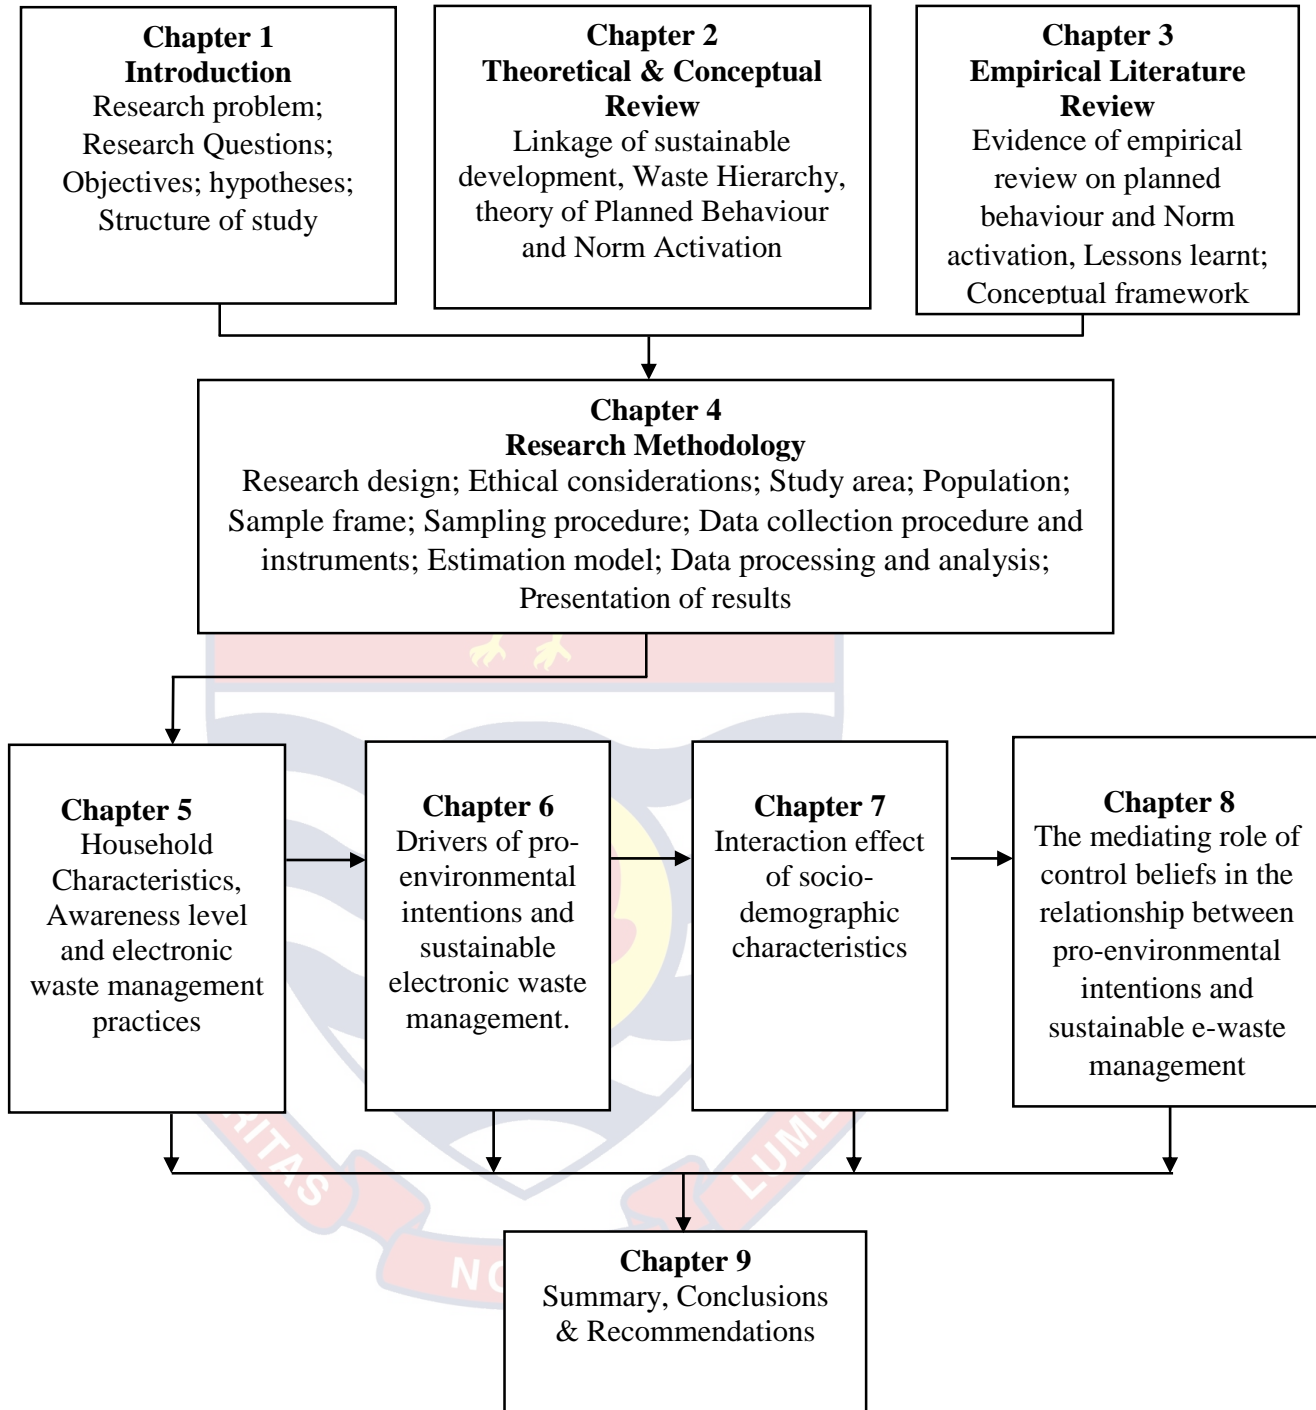 Chapter 1
Introduction
Research problem;
Research Questions;
Objectives; hypotheses;
Structure of study
Chapter 2
Theoretical & Conceptual
Review
Linkage of sustainable
development, Waste Hierarchy,
theory of Planned Behaviour
and Norm Activation
Chapter 3
Empirical Literature
Review
Evidence of empirical
review on planned
behaviour and Norm
activation, Lessons learnt;
Conceptual framework
Chapter 4
Research Methodology
Research design; Ethical considerations; Study area; Population;
Sample frame; Sampling procedure; Data collection procedure and
instruments; Estimation model; Data processing and analysis;
Presentation of results
Chapter 5
Household
Characteristics,
Awareness level
and electronic
waste management
practices
Chapter 6
Drivers of pro-
environmental
intentions and
sustainable
electronic waste
management.
Chapter 7
Interaction effect
of socio-
demographic
characteristics
Chapter 8
The mediating role of
control beliefs in the
relationship between
pro-environmental
intentions and
sustainable e-waste
management
Chapter 9
Summary, Conclusions
& Recommendations